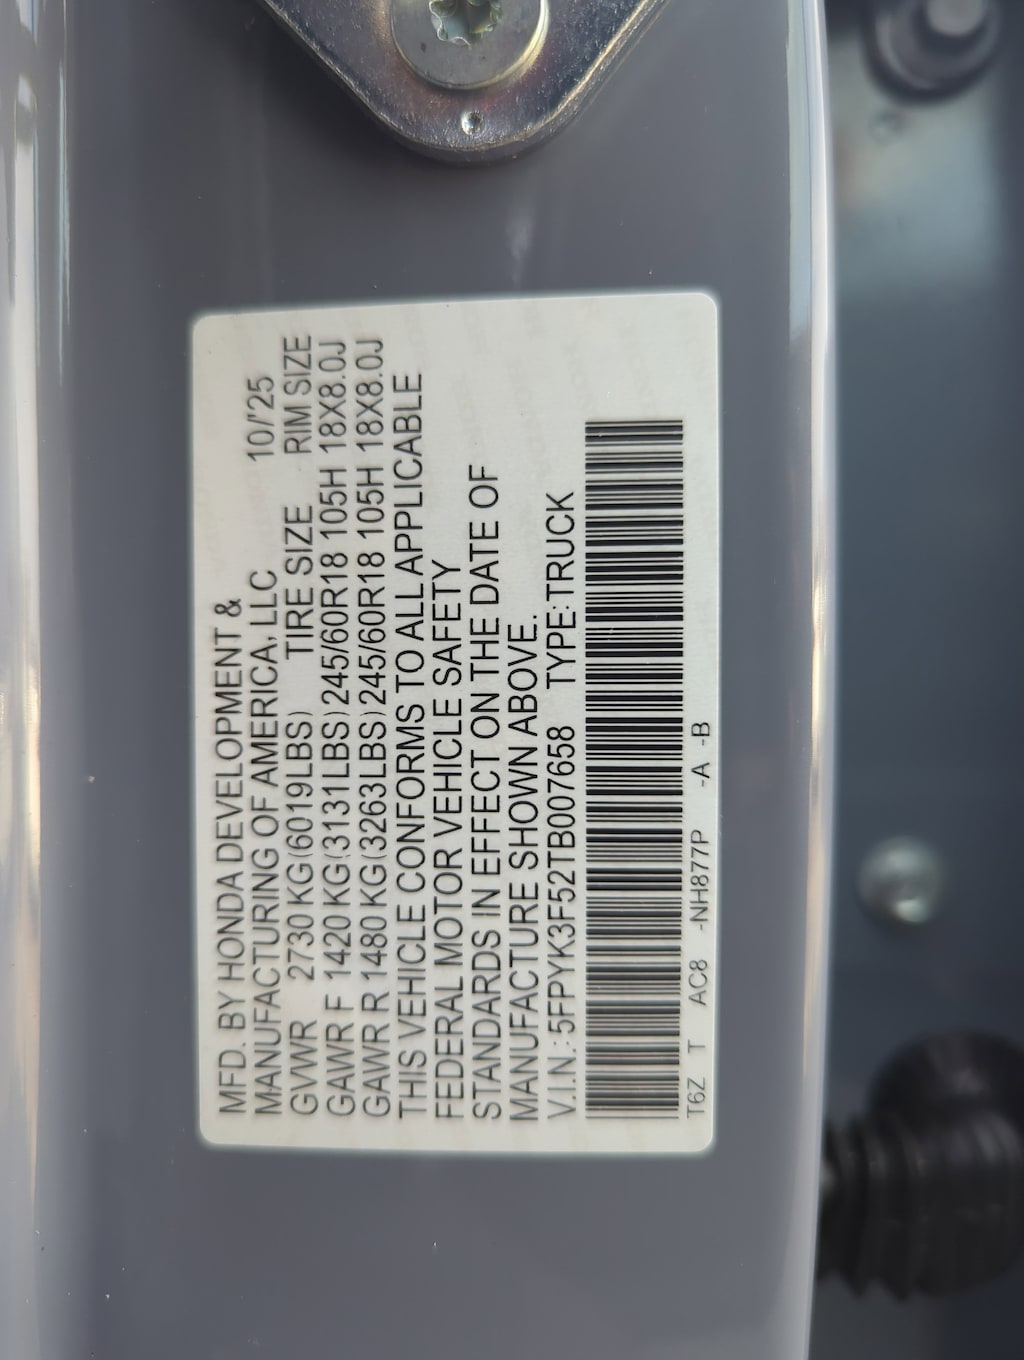 MFD. BY HONDA DEVELOPMENT &
MANUFACTURING OF AMERICA, LLC 10/'25
GVWR 2730 KG(6019LBS) TIRE SIZE RIM SIZE
GAWR F 1420 KG(3131LBS) 245/60R18 105H 18X8.0J
GAWR R 1480 KG(3263LBS) 245/60R18 105H 18X8.0J
THIS VEHICLE CONFORMS TO ALL APPLICABLE
FEDERAL MOTOR VEHICLE SAFETY
STANDARDS IN EFFECT ON THE DATE OF
MANUFACTURE SHOWN ABOVE.
V.I.N.:5FPYK3F52TB007658 TYPE:TRUCK
T6Z T AC8 -NH877P -A -B